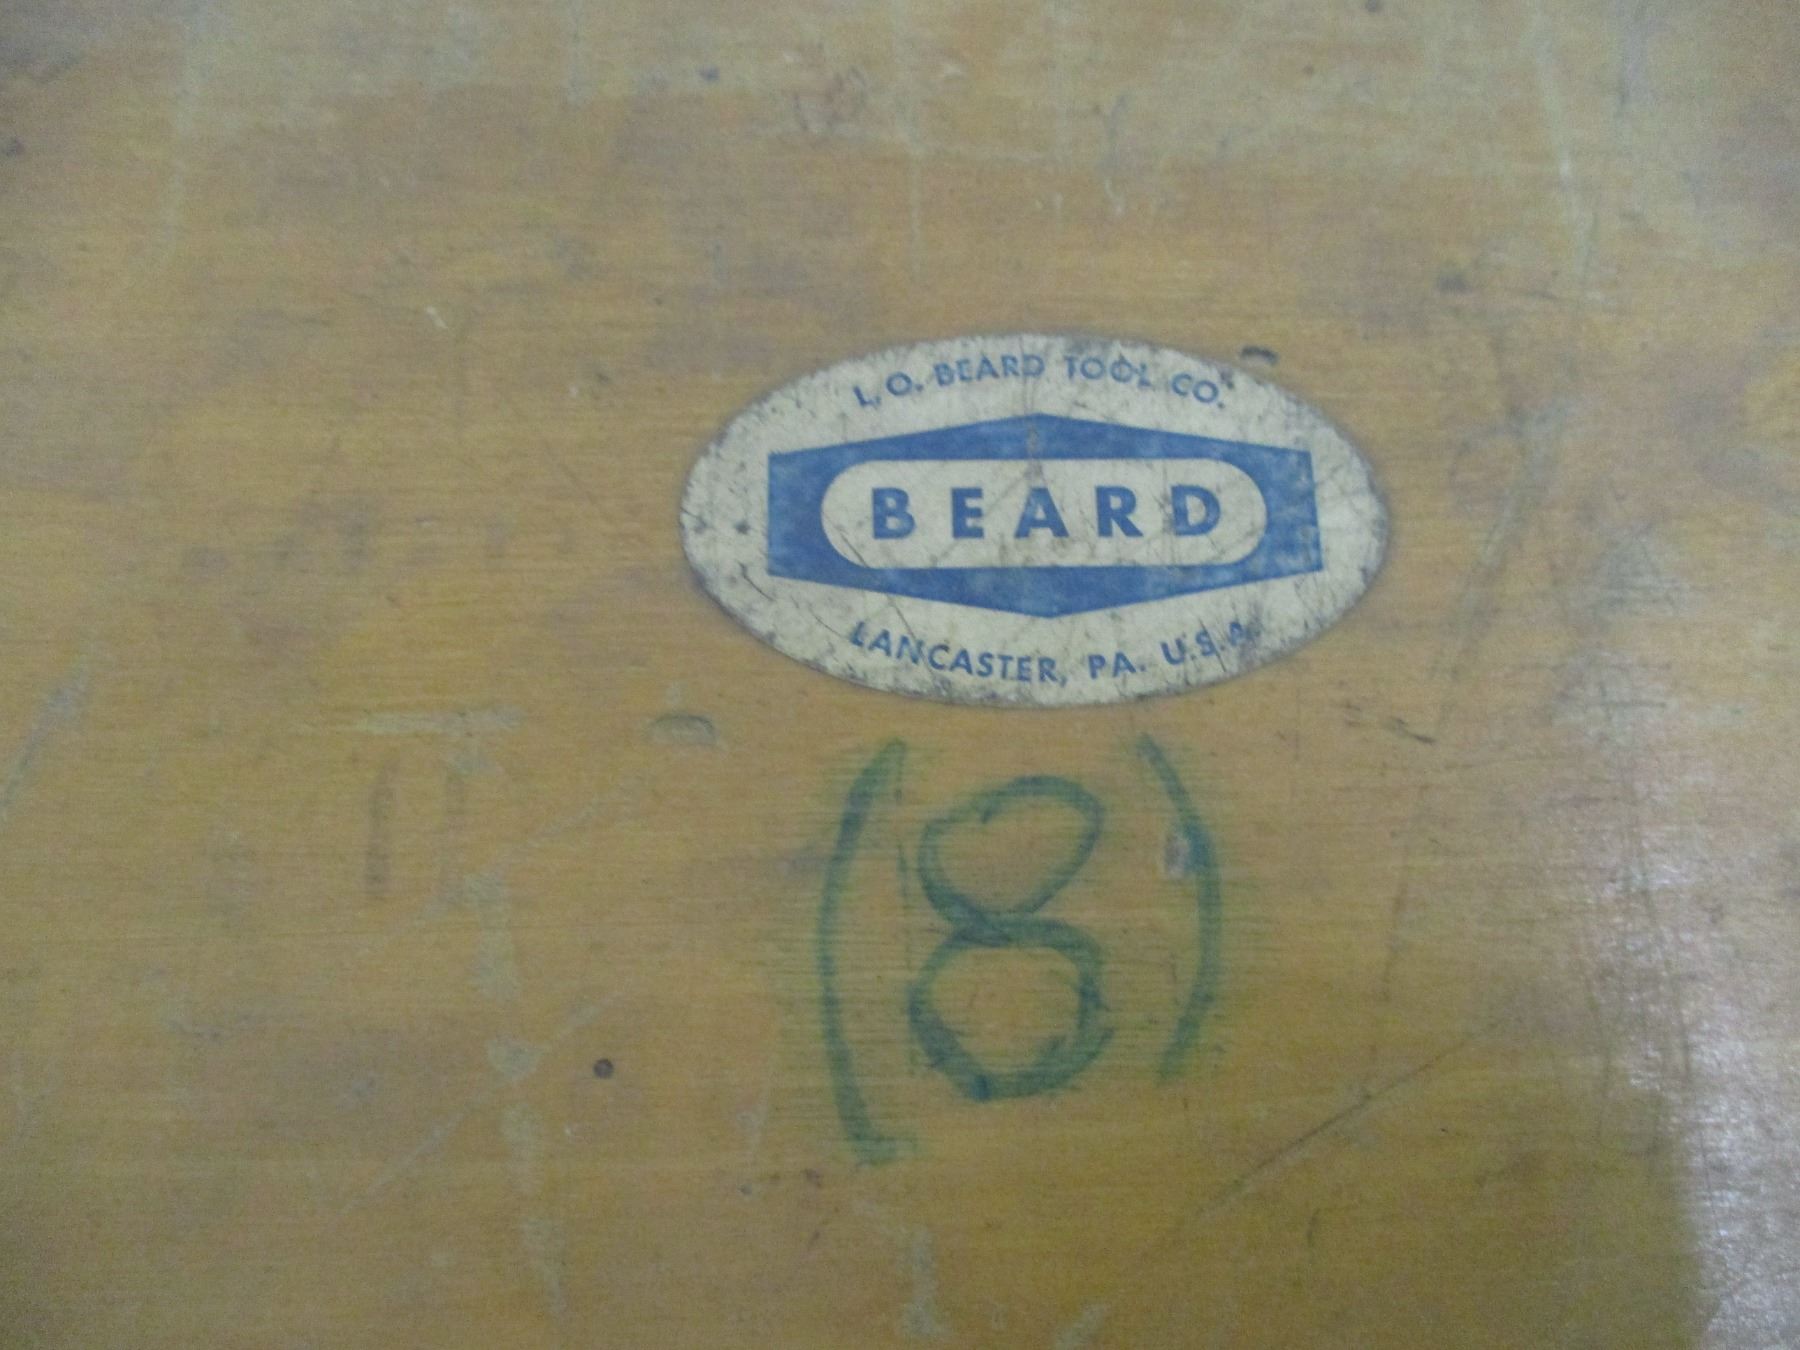 L. O. BEARD TOOL CO.
BEARD
LANCASTER, PA. U.S.A.
(8)